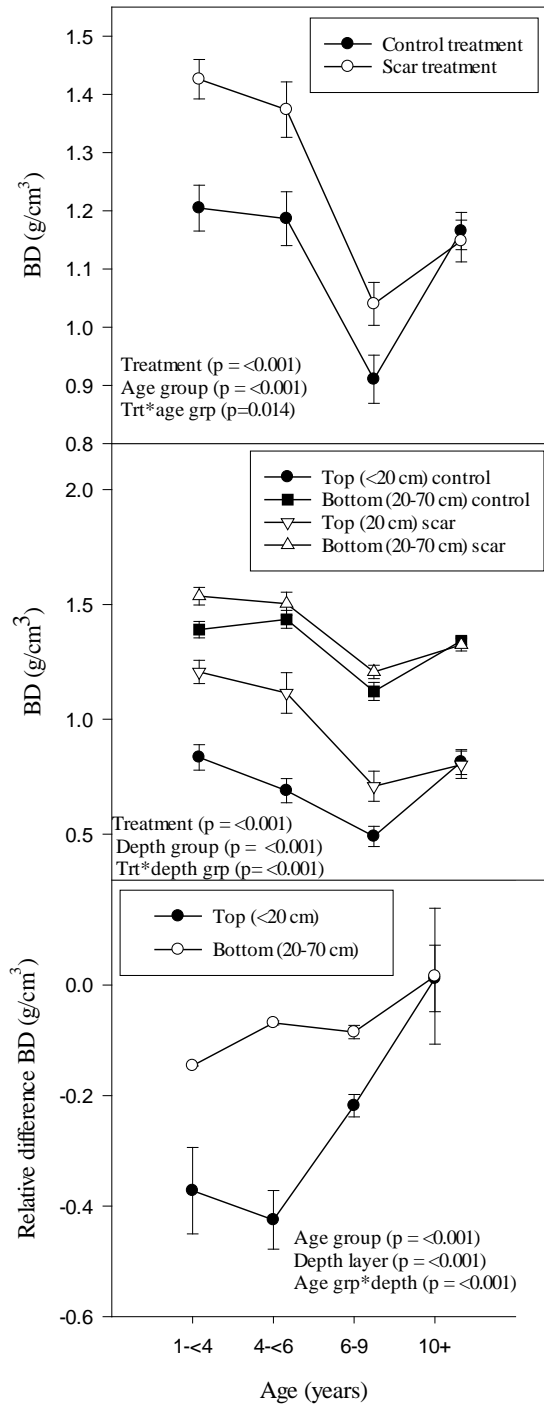 1.5
1.4
1.3
1.2
1.1
1.0
0.9
0.8
BD (g/cm³)
Control treatment
Scar treatment
Treatment (p = <0.001)
Age group (p = <0.001)
Trt*age grp (p=0.014)
2.0
1.5
1.0
0.5
BD (g/cm³)
Top (<20 cm) control
Bottom (20-70 cm) control
Top (20 cm) scar
Bottom (20-70 cm) scar
Treatment (p = <0.001)
Depth group (p = <0.001)
Trt*depth grp (p= <0.001)
0.0
-0.2
-0.4
-0.6
Relative difference BD (g/cm³)
Top (<20 cm)
Bottom (20-70 cm)
Age group (p = <0.001)
Depth layer (p = <0.001)
Age grp*depth (p = <0.001)
1-<4 4-<6 6-9 10+
Age (years)